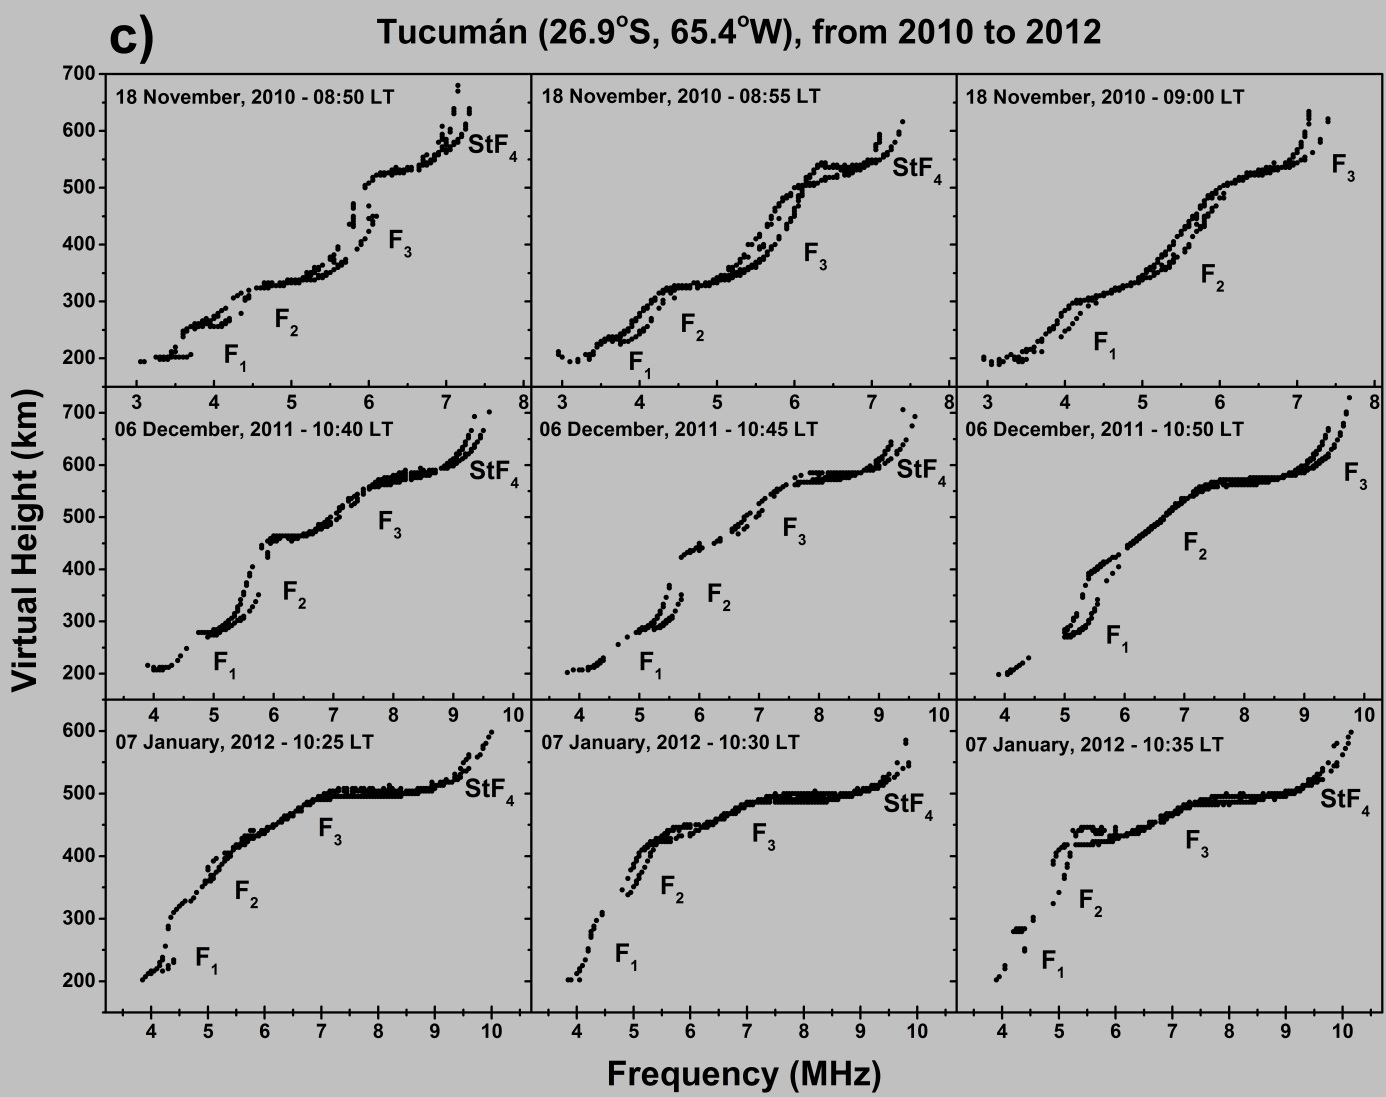 c)
Tucumán (26.9°S, 65.4°W), from 2010 to 2012
Virtual Height (km)
700
600
500
400
300
200
18 November, 2010 - 08:50 LT
StF4
F3
F2
F1
3 4 5 6 7 8
18 November, 2010 - 08:55 LT
StF4
F3
F2
F1
3 4 5 6 7 8
18 November, 2010 - 09:00 LT
F3
F2
F1
3 4 5 6 7 8
700
600
500
400
300
200
06 December, 2011 - 10:40 LT
StF4
F3
F2
F1
4 5 6 7 8 9 10
06 December, 2011 - 10:45 LT
StF4
F3
F2
F1
4 5 6 7 8 9 10
06 December, 2011 - 10:50 LT
F3
F2
F1
4 5 6 7 8 9 10
600
500
400
300
200
07 January, 2012 - 10:25 LT
StF4
F3
F2
F1
4 5 6 7 8 9 10
07 January, 2012 - 10:30 LT
StF4
F3
F2
F1
4 5 6 7 8 9 10
07 January, 2012 - 10:35 LT
StF4
F3
F2
F1
4 5 6 7 8 9 10
Frequency (MHz)